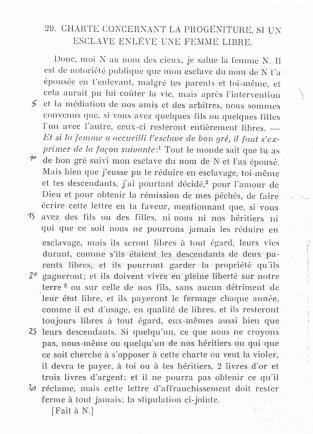 29. CHARTE CONCERNANT LA PROGÉNITURE, SI UN
ESCLAVE ENLÈVE UNE FEMME LIBRE.
Donc, moi N au nom des cieux, je salue la femme N. Il
est de notoriété publique que mon esclave du nom de N t'a
épousée en t'enlevant, malgré tes parents et toi-même, et
cela aurait pu lui coûter la vie, mais après l'intervention
5 et la médiation de nos amis et des arbitres, nous sommes
convenus que, si vous avez quelques fils ou quelques filles
l'un avec l'autre, ceux-ci resteront entièrement libres. —
Et si la femme a accueilli l'esclave de bon gré, il faut s'ex-
primer de la façon suivante:¹ Tout le monde sait que tu as
10 de bon gré suivi mon esclave du nom de N et l'as épousé.
Mais bien que j'eusse pu te réduire en esclavage, toi-même
et tes descendants, j'ai pourtant décidé,² pour l'amour de
Dieu et pour obtenir la rémission de mes péchés, de faire
écrire cette lettre en ta faveur, mentionnant que, si vous
15 avez des fils ou des filles, ni nous ni nos héritiers ni
qui que ce soit nous ne pourrons jamais les réduire en
esclavage, mais ils seront libres à tout égard, leurs vies
durant, comme s'ils étaient les descendants de deux pa-
rents libres, et ils pourront garder la propriété qu'ils
20 gagneront; et ils doivent vivre en pleine liberté sur notre
terre³ ou sur celle de nos fils, sans aucun détriment de
leur état libre, et ils payeront le fermage chaque année,
comme il est d'usage, en qualité de libres, et ils resteront
toujours libres à tout égard, eux-mêmes aussi bien que
25 leurs descendants. Si quelqu'un, ce que nous ne croyons
pas, nous-même ou quelqu'un de nos héritiers ou qui que
ce soit cherche à s'opposer à cette charte ou veut la violer,
il devra te payer, à toi ou à tes héritiers, 2 livres d'or et
trois livres d'argent; et il ne pourra pas obtenir ce qu'il
30 réclame, mais cette lettre d'affranchissement doit rester
ferme à tout jamais; la stipulation ci-jointe.
[Fait à N.]